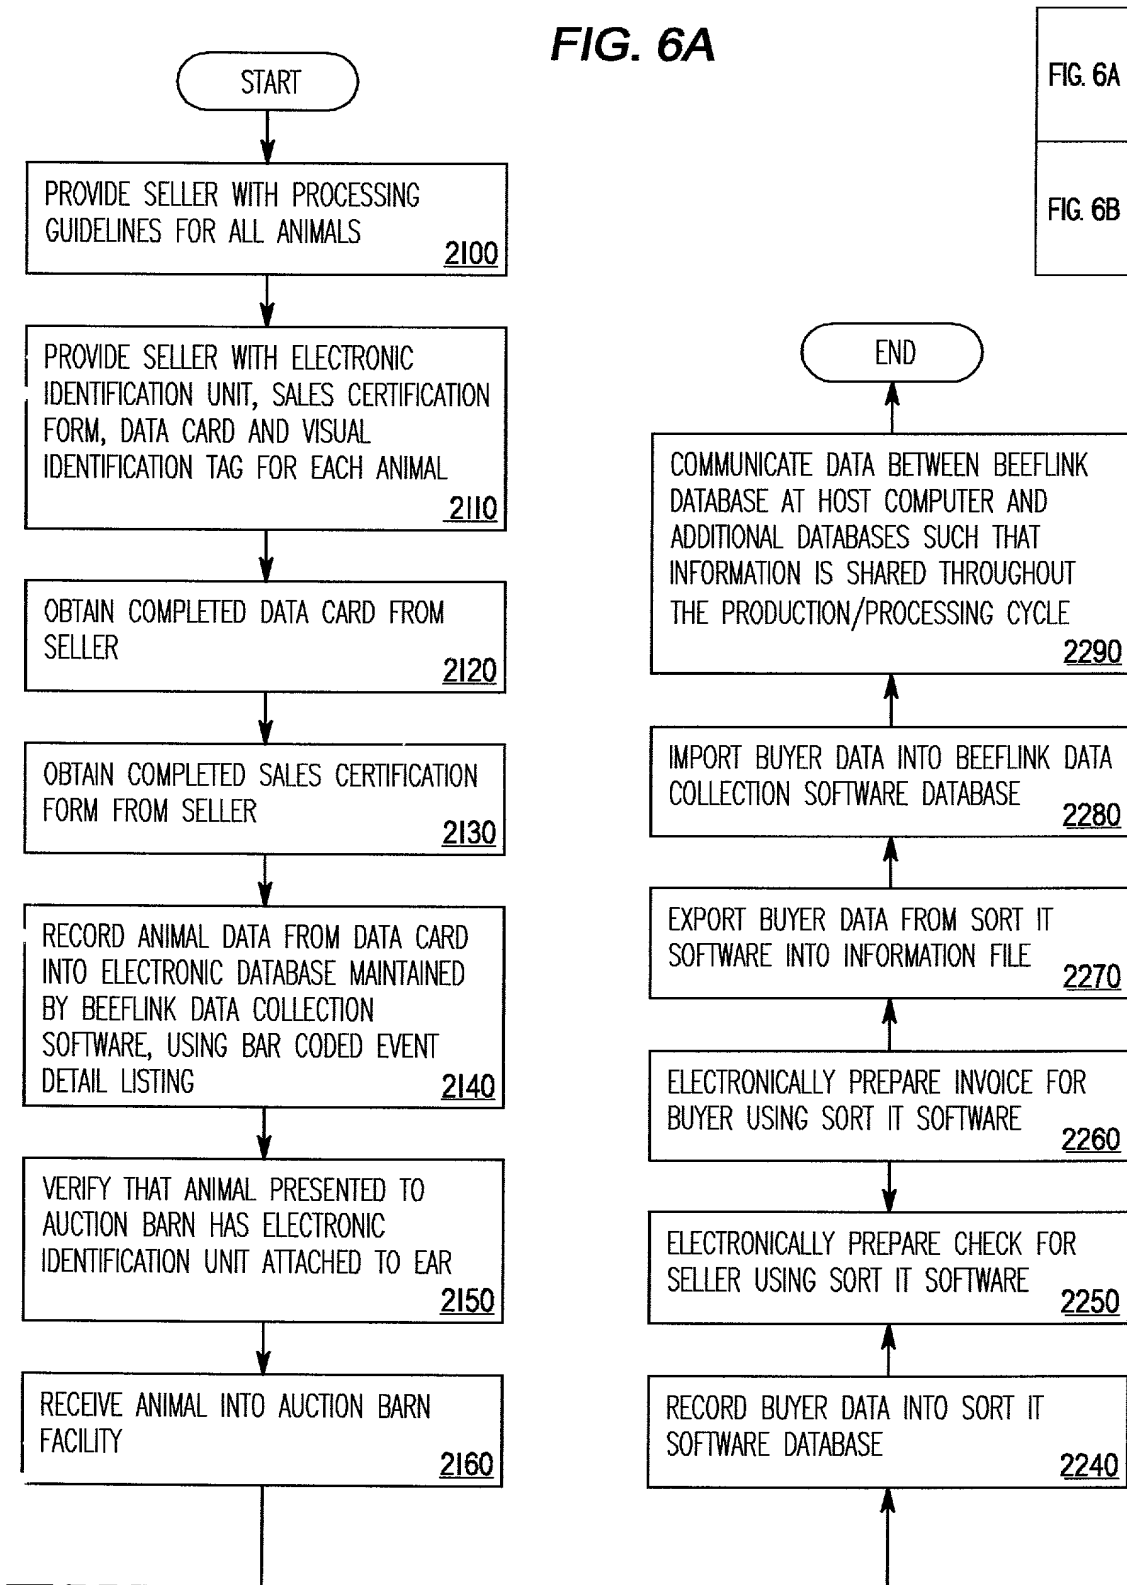 FIG. 6A
FIG. 6A
FIG. 6B
START
PROVIDE SELLER WITH PROCESSING
GUIDELINES FOR ALL ANIMALS
2100
PROVIDE SELLER WITH ELECTRONIC
IDENTIFICATION UNIT, SALES CERTIFICATION
FORM, DATA CARD AND VISUAL
IDENTIFICATION TAG FOR EACH ANIMAL
2110
OBTAIN COMPLETED DATA CARD FROM
SELLER
2120
OBTAIN COMPLETED SALES CERTIFICATION
FORM FROM SELLER
2130
RECORD ANIMAL DATA FROM DATA CARD
INTO ELECTRONIC DATABASE MAINTAINED
BY BEEFLINK DATA COLLECTION
SOFTWARE, USING BAR CODED EVENT
DETAIL LISTING
2140
VERIFY THAT ANIMAL PRESENTED TO
AUCTION BARN HAS ELECTRONIC
IDENTIFICATION UNIT ATTACHED TO EAR
2150
RECEIVE ANIMAL INTO AUCTION BARN
FACILITY
2160
END
COMMUNICATE DATA BETWEEN BEEFLINK
DATABASE AT HOST COMPUTER AND
ADDITIONAL DATABASES SUCH THAT
INFORMATION IS SHARED THROUGHOUT
THE PRODUCTION/PROCESSING CYCLE
2290
IMPORT BUYER DATA INTO BEEFLINK DATA
COLLECTION SOFTWARE DATABASE
2280
EXPORT BUYER DATA FROM SORT IT
SOFTWARE INTO INFORMATION FILE
2270
ELECTRONICALLY PREPARE INVOICE FOR
BUYER USING SORT IT SOFTWARE
2260
ELECTRONICALLY PREPARE CHECK FOR
SELLER USING SORT IT SOFTWARE
2250
RECORD BUYER DATA INTO SORT IT
SOFTWARE DATABASE
2240